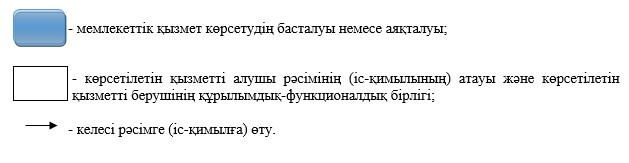 - мемлекеттік қызмет көрсетудің басталуы немесе аяқталуы;
- көрсетілетін қызметті алушы рәсімінің (іс-қимылының) атауы және көрсетілетін
қызметті берушінің құрылымдық-функционалдық бірлігі;
- келесі рәсімге (іс-қимылға) өту.